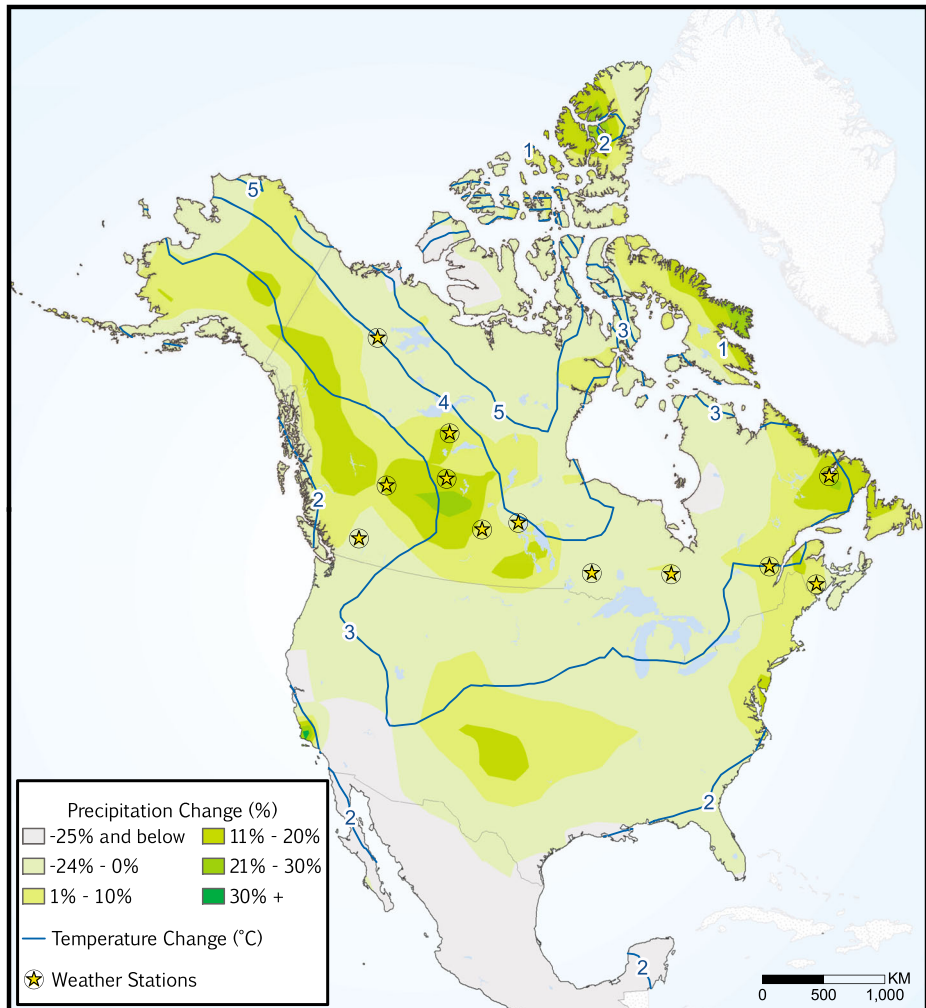 1
2
5
3
1
4
5
3
2
3
2
2
2
Precipitation Change (%)
-25% and below
11% - 20%
-24% - 0%
21% - 30%
1% - 10%
30% +
Temperature Change (°C)
Weather Stations
KM
0 500 1,000